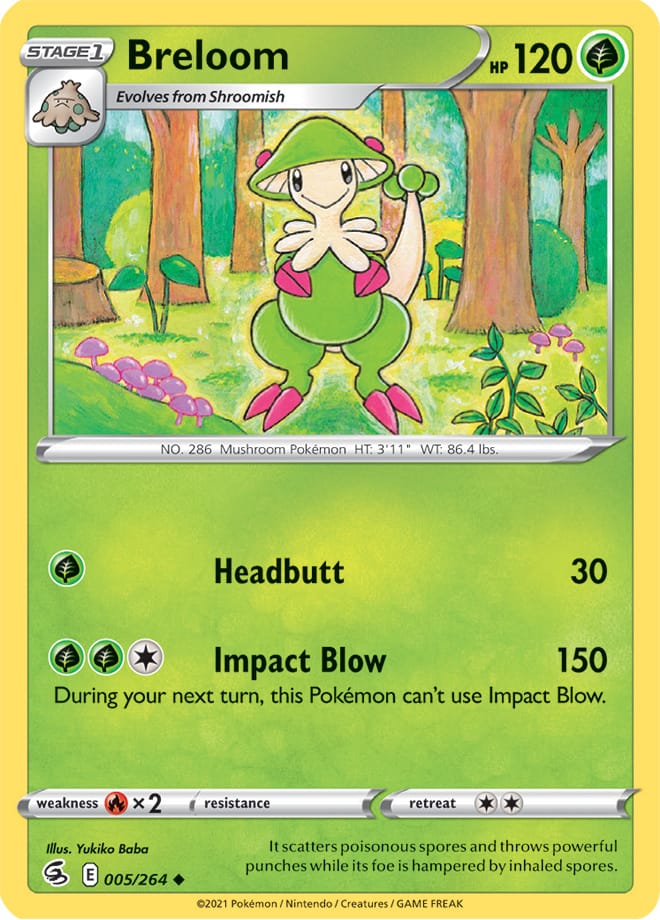 STAGE 1
Breloom
HP 120
Evolves from Shroomish
NO. 286 Mushroom Pokémon HT: 3'11" WT: 86.4 lbs.
Headbutt 30
Impact Blow 150
During your next turn, this Pokémon can't use Impact Blow.
weakness ×2 resistance retreat
Illus. Yukiko Baba
It scatters poisonous spores and throws powerful
punches while its foe is hampered by inhaled spores.
E 005/264
©2021 Pokémon / Nintendo / Creatures / GAME FREAK